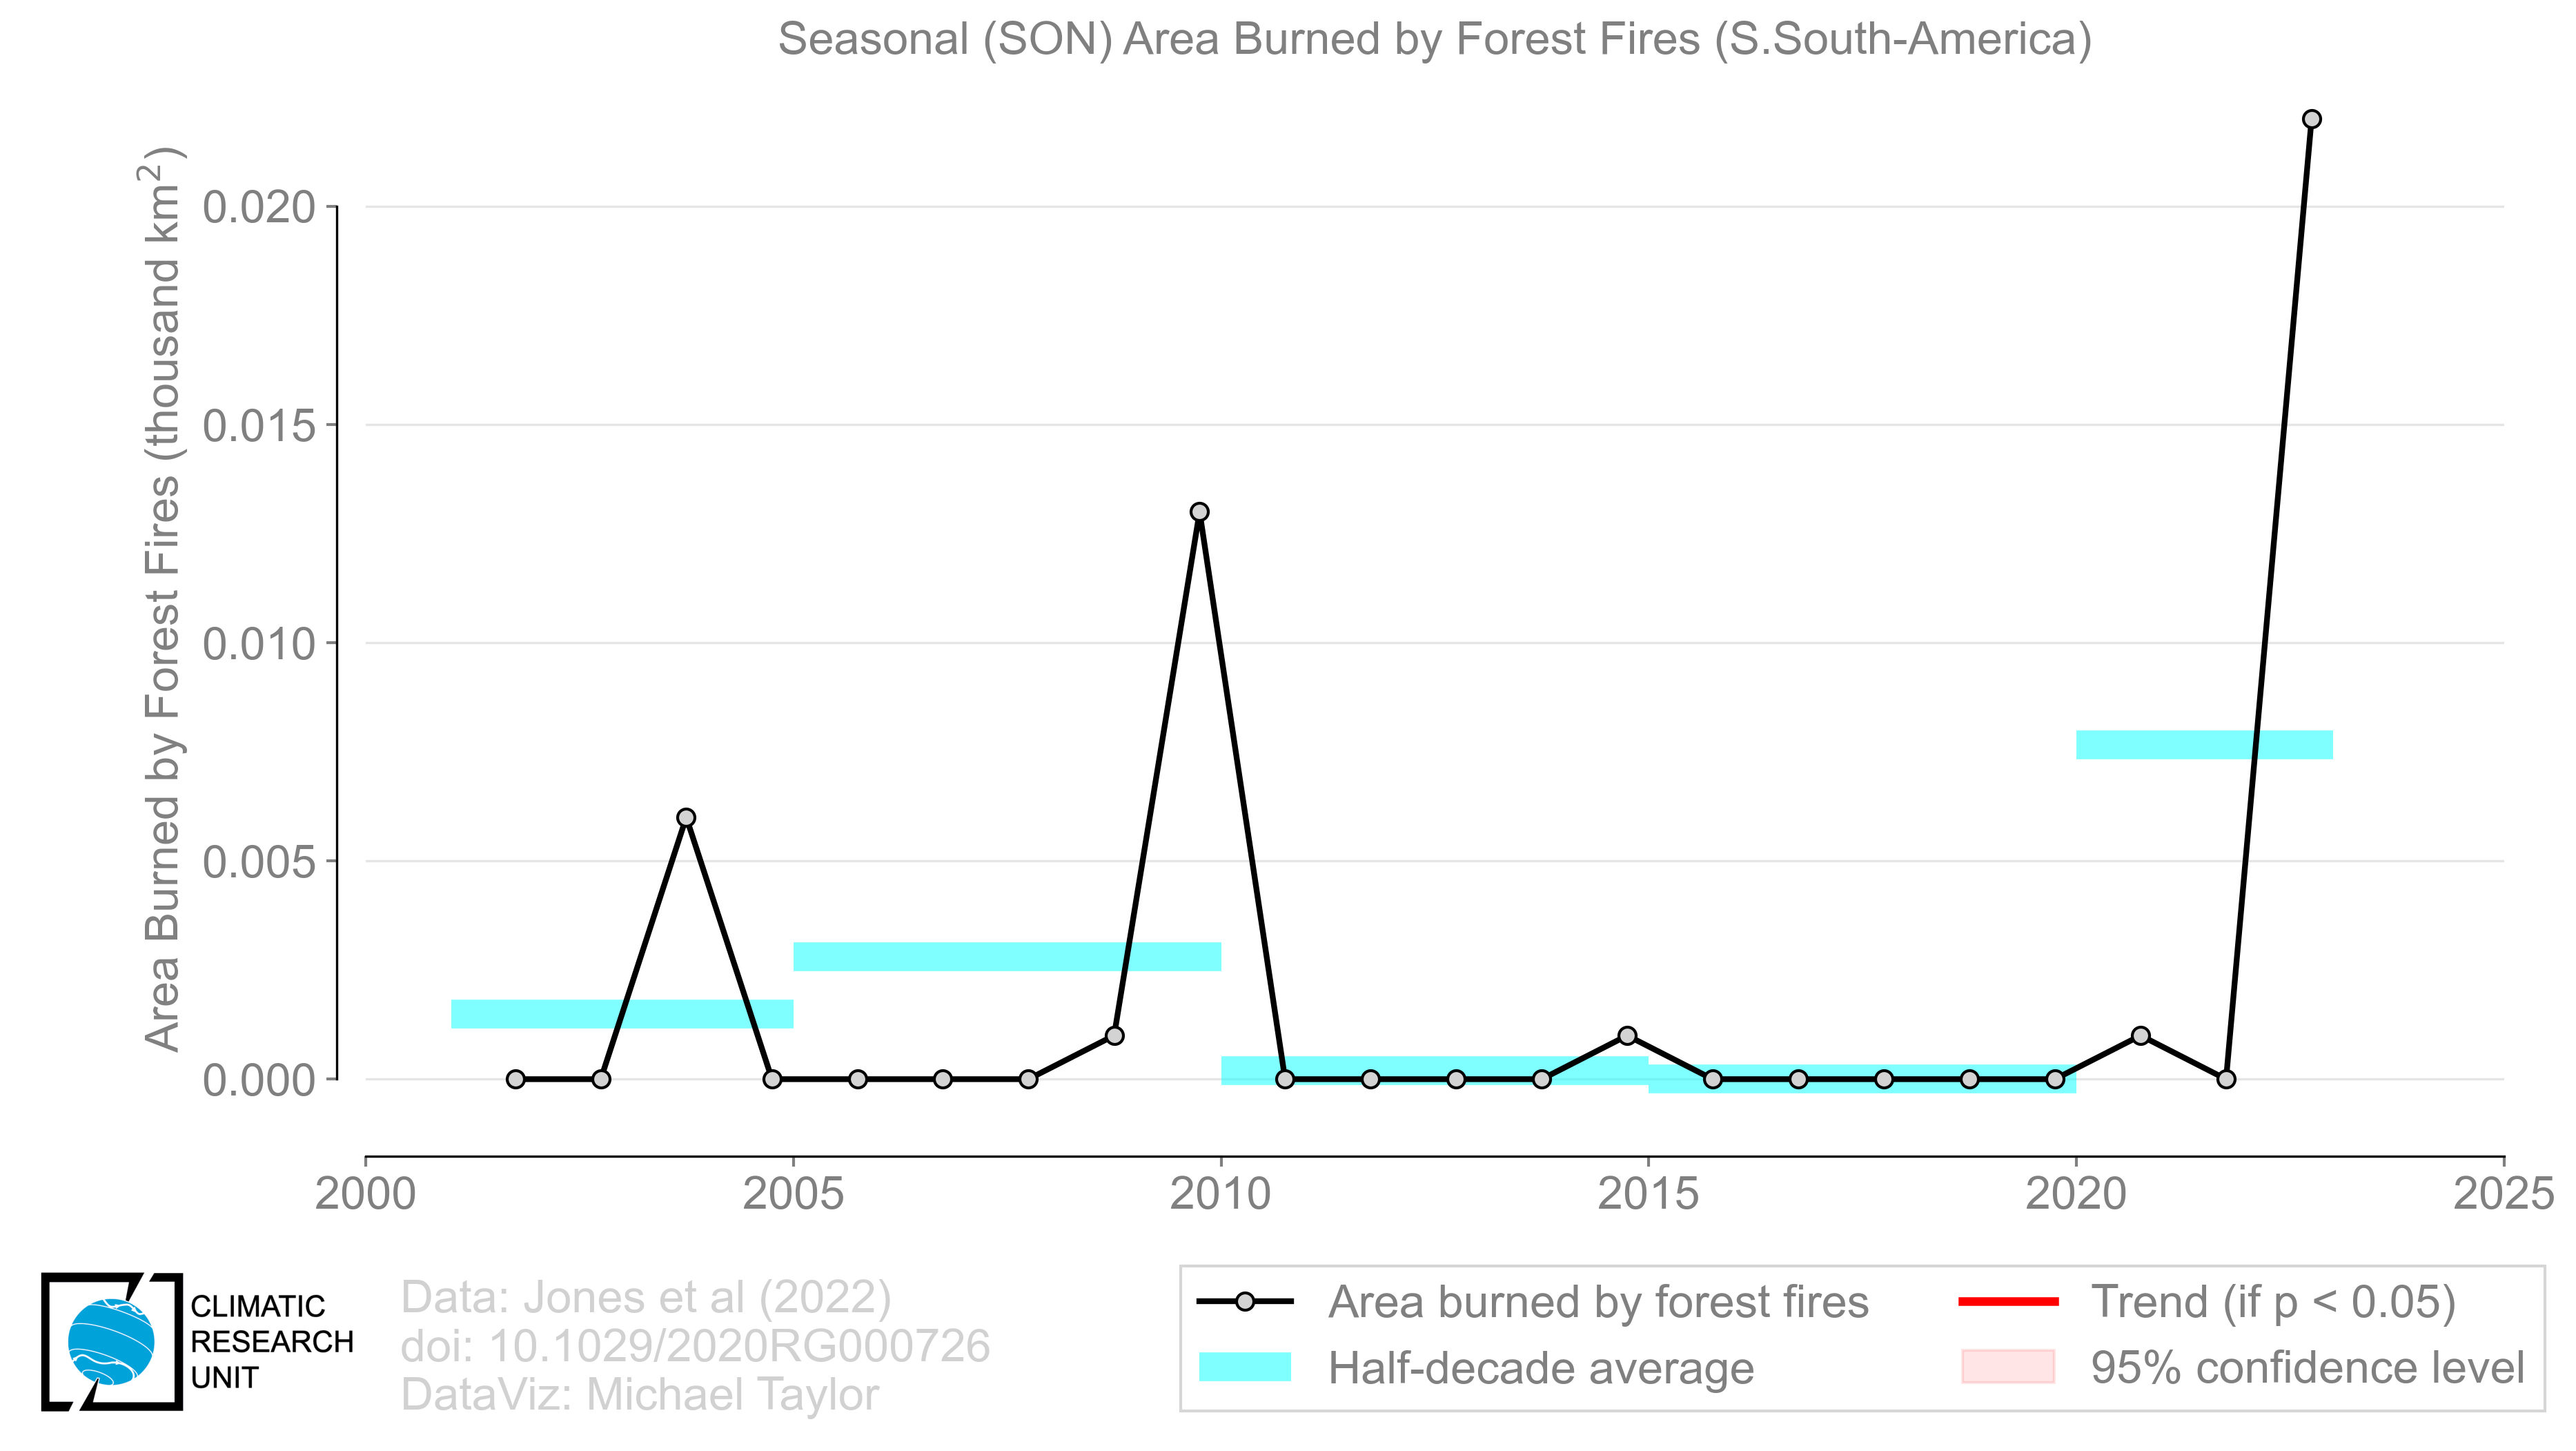 Seasonal (SON) Area Burned by Forest Fires (S.South-America)
Area Burned by Forest Fires (thousand km²)
0.020
0.015
0.010
0.005
0.000
2000 2005 2010 2015 2020 2025
CLIMATIC
RESEARCH
UNIT
Data: Jones et al (2022)
doi: 10.1029/2020RG000726
DataViz: Michael Taylor
Area burned by forest fires
Half-decade average
Trend (if p < 0.05)
95% confidence level